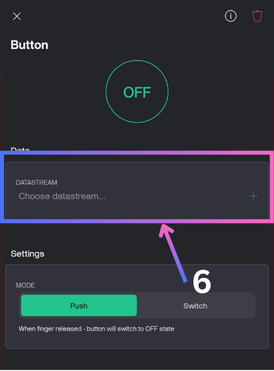 Button
OFF
Data
DATASTREAM
Choose datastream...
+
6
Settings
MODE
Push Switch
When finger released - button will switch to OFF state